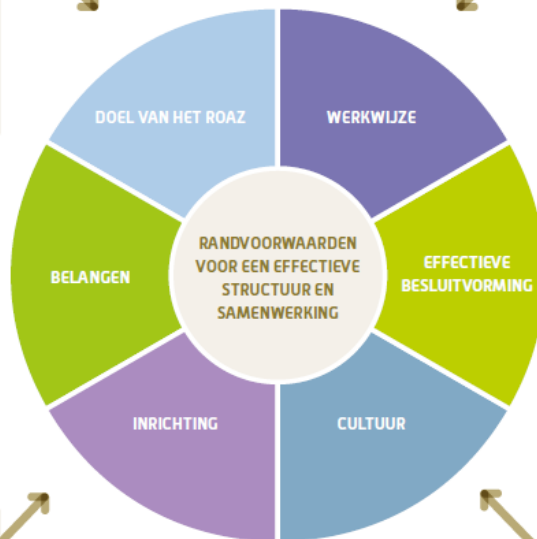 DOEL VAN HET ROAZ
WERKWIJZE
RANDVOORWAARDEN
VOOR EEN EFFECTIEVE
STRUCTUUR EN
SAMENWERKING
BELANGEN
EFFECTIEVE
BESLUITVORMING
INRICHTING
CULTUUR